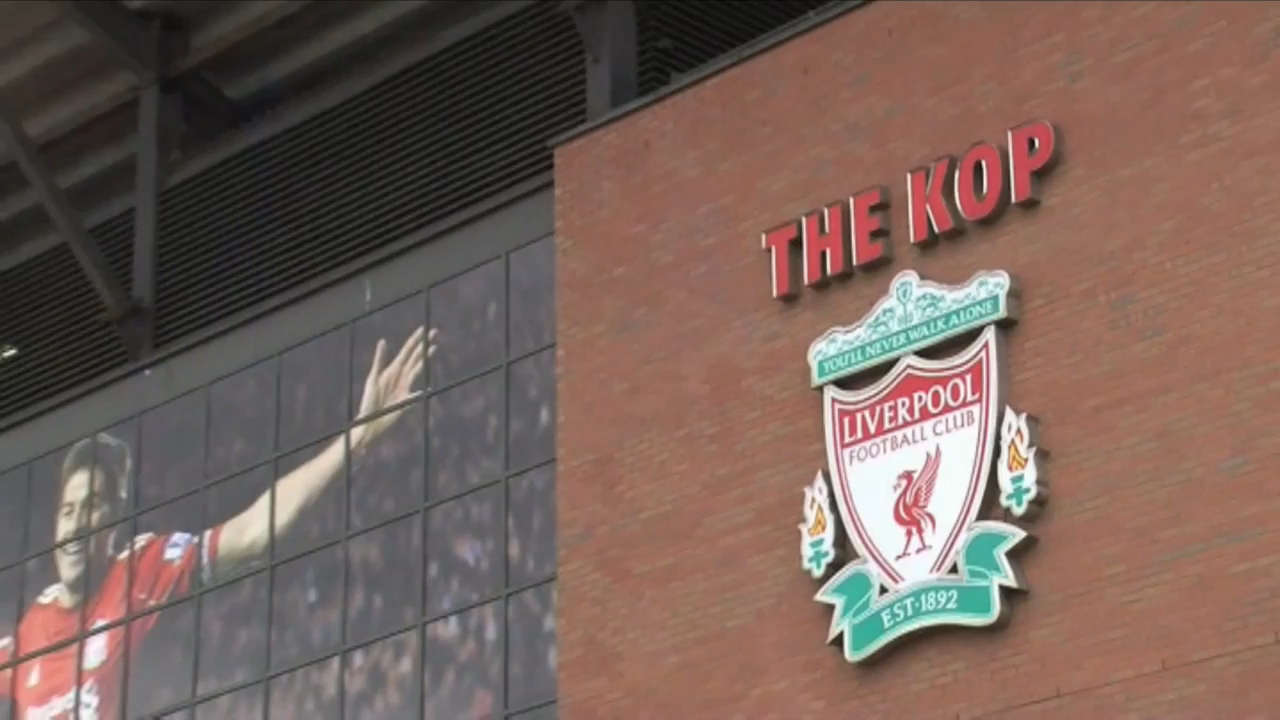 THE KOP
YOU'LL NEVER WALK ALONE
LIVERPOOL
FOOTBALL CLUB
EST·1892